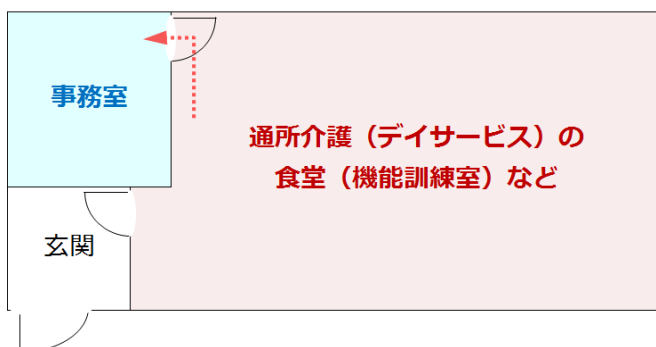 事務室
通所介護（デイサービス）の
食堂（機能訓練室）など
玄関